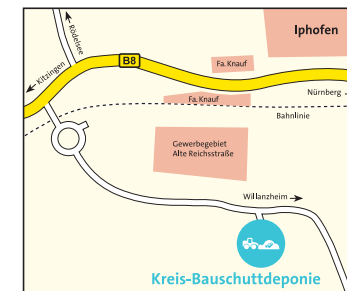 Iphofen
Rödelsee
B8
Fa. Knauf
Kitzingen
Nürnberg
Fa. Knauf
Bahnlinie
Gewerbegebiet
Alte Reichsstraße
Willanzheim
Kreis-Bauschuttdeponie